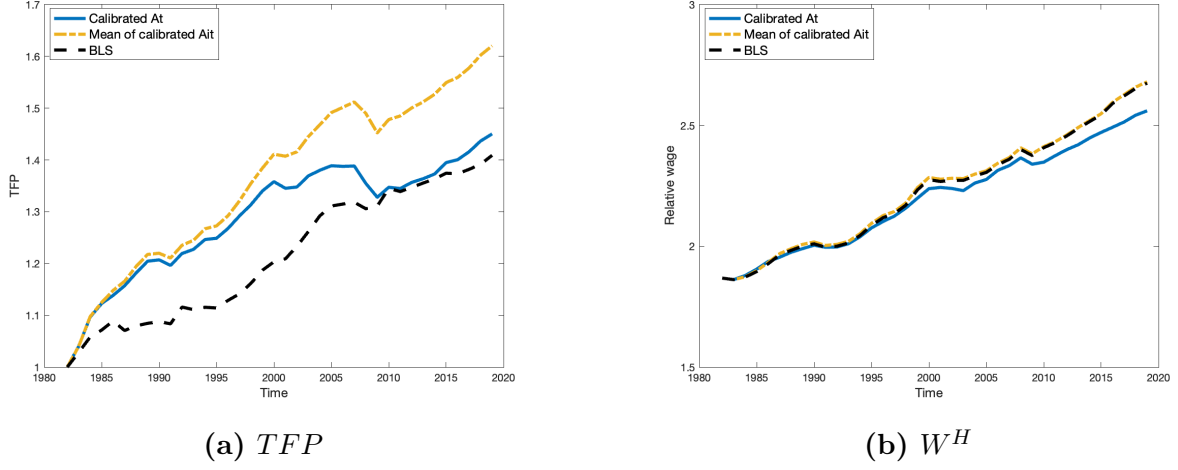 Calibrated At
Mean of calibrated Ait
BLS
1.7
1.6
1.5
1.4
1.3
1.2
1.1
1
TFP
1980
1985
1990
1995
2000
2005
2010
2015
2020
Time
(a) TFP
Calibrated At
Mean of calibrated Ait
BLS
3
2.5
2
1.5
Relative wage
1980
1985
1990
1995
2000
2005
2010
2015
2020
Time
(b) W^H